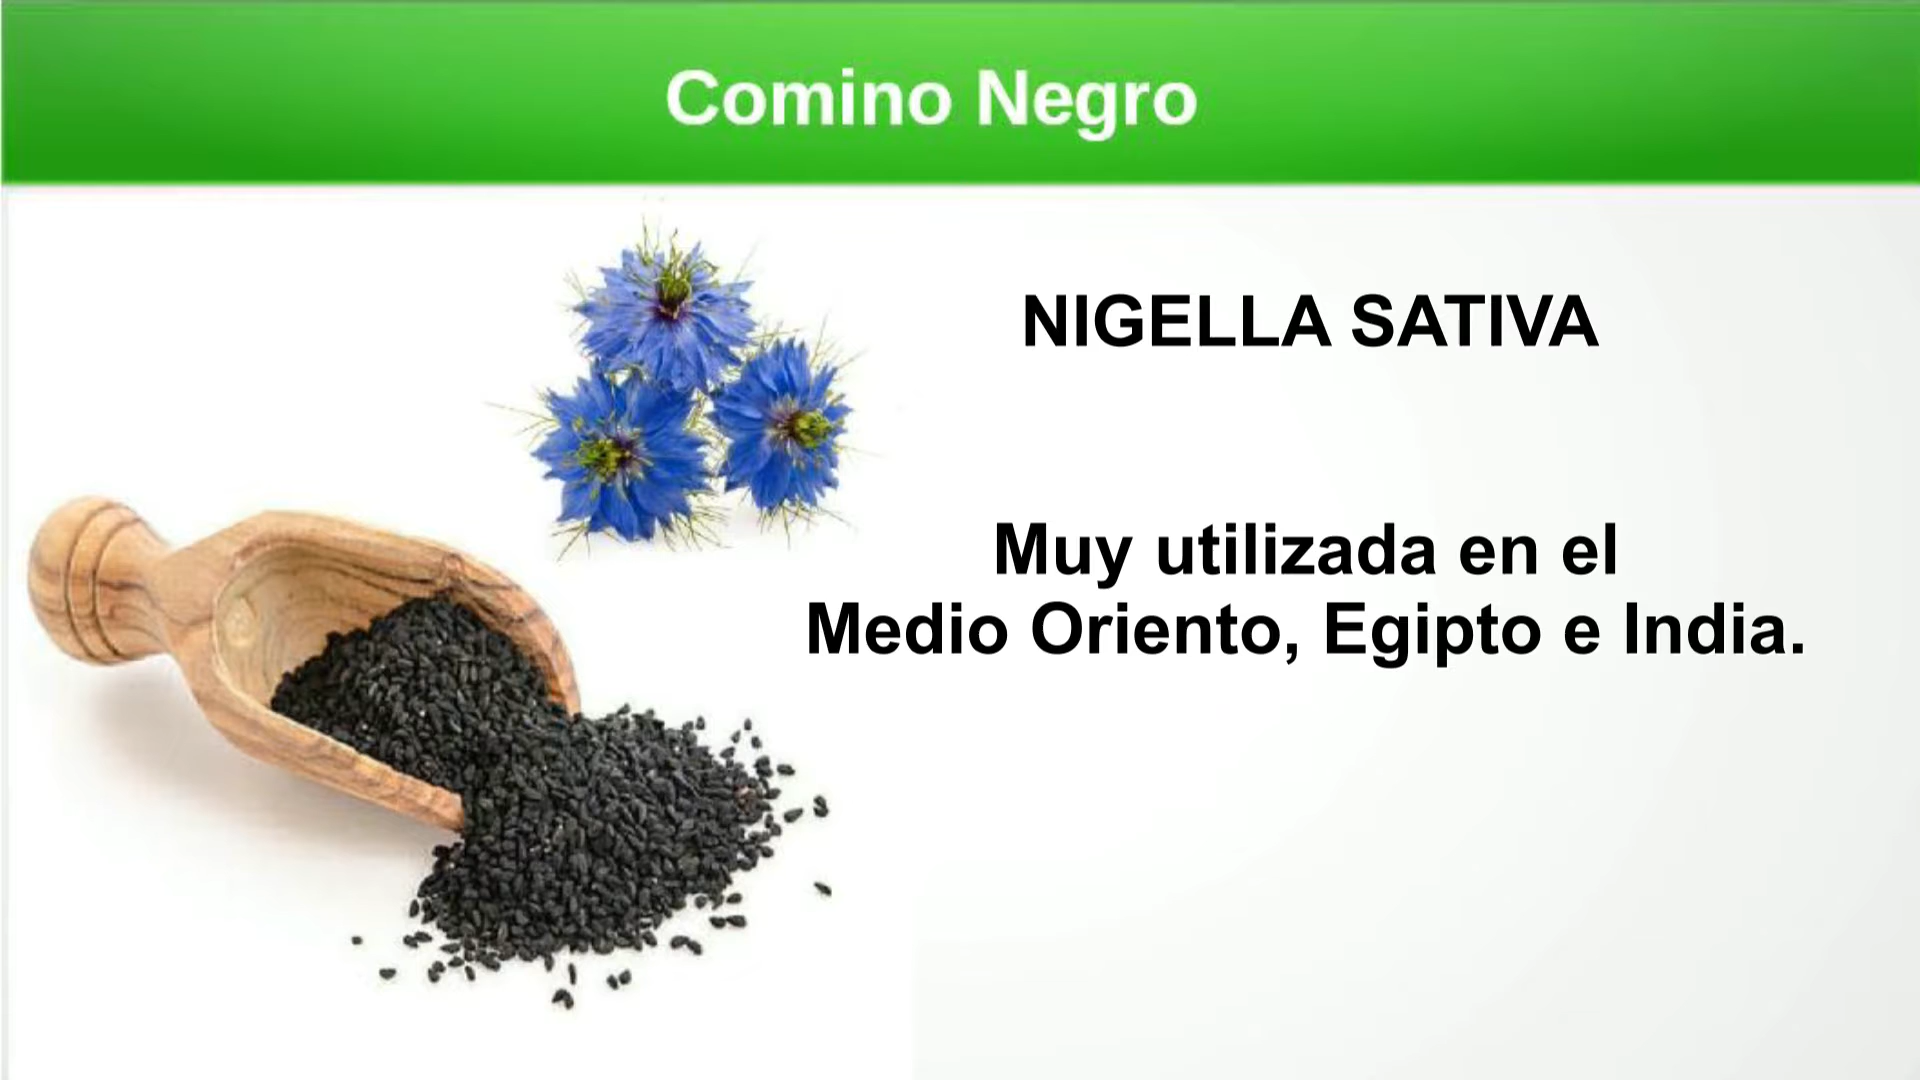 Comino Negro
NIGELLA SATIVA
Muy utilizada en el
Medio Oriento, Egipto e India.